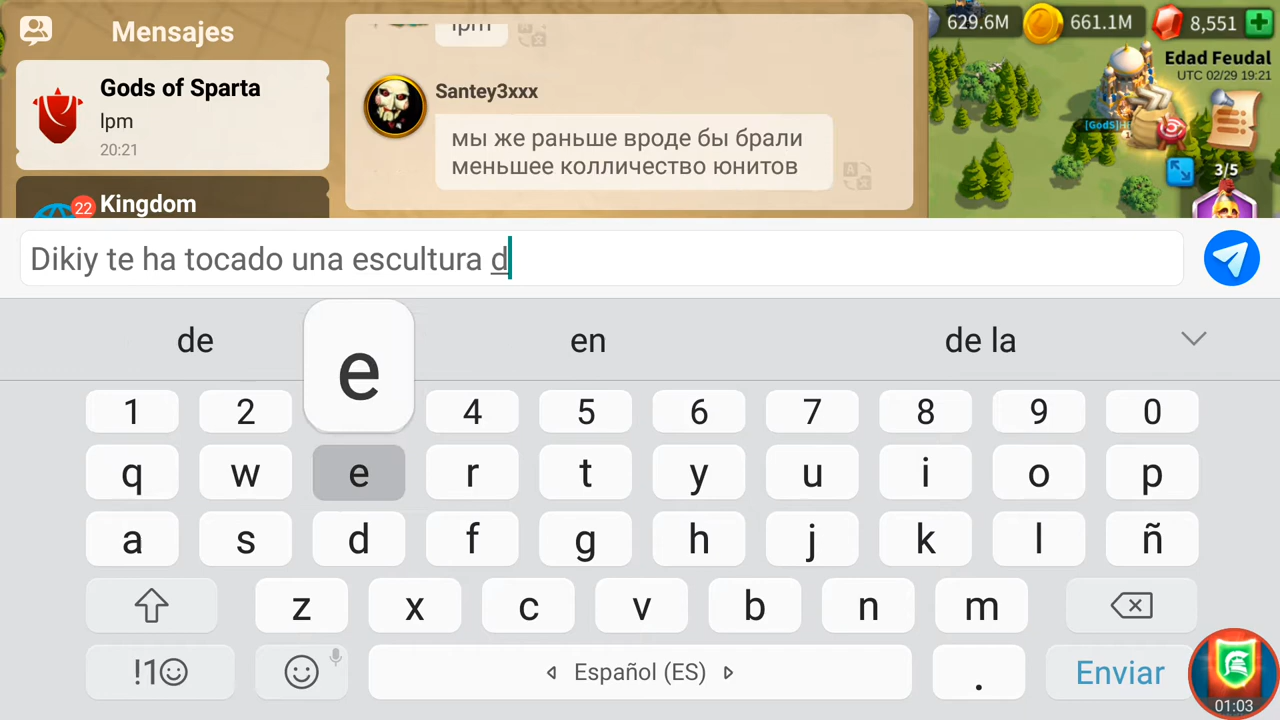 Mensajes
Gods of Sparta
lpm
20:21
22
Kingdom
lpm
Santey3xxx
мы же раньше вроде бы брали
меньшее колличество юнитов
629.6M
661.1M
8,551
Edad Feudal
UTC 02/29 19:21
3/5
Dikiy te ha tocado una escultura d
de
e
en
de la
1 2 4 5 6 7 8 9 0
q w e r t y u i o p
a s d f g h j k l ñ
z x c v b n m
!1
Español (ES)
.
Enviar
01:03